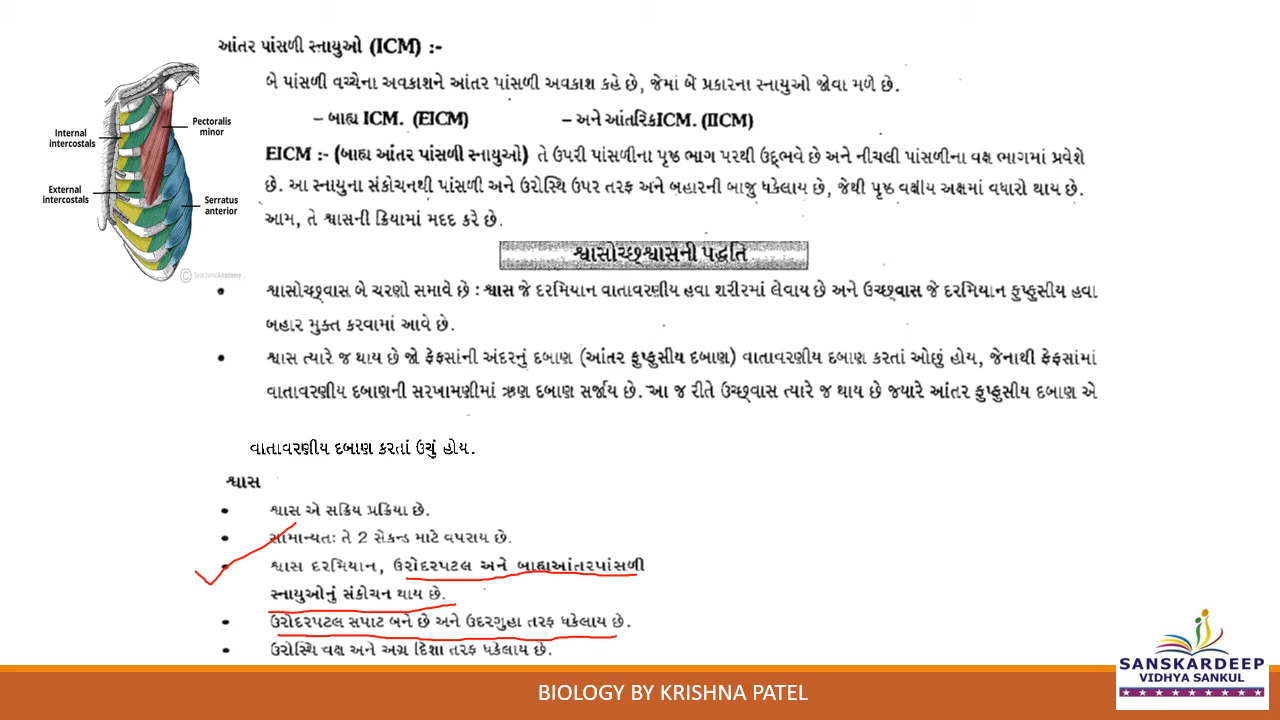 આંતર પાંસળી સ્નાયુઓ (ICM) :-
બે પાંસળી વચ્ચેના અવકાશને આંતર પાંસળી અવકાશ કહે છે, જેમાં બે પ્રકારના સ્નાયુઓ જોવા મળે છે.
– બાહ્ય ICM. (EICM) – અને આંતરિકICM. (IICM)
EICM :- (બાહ્ય આંતર પાંસળી સ્નાયુઓ) તે ઉપરી પાંસળીના પૃષ્ઠ ભાગ પરથી ઉદ્દ્ભવે છે અને નીચલી પાંસળીના વક્ષ ભાગમાં પ્રવેશે
છે. આ સ્નાયુના સંકોચનથી પાંસળી અને ઉરોસ્થિ ઉપર તરફ અને બહારની બાજુ ધકેલાય છે, જેથી પૃષ્ઠ વક્ષીય અક્ષમાં વધારો થાય છે.
આમ, તે શ્વાસની ક્રિયામાં મદદ કરે છે.
Internal
intercostals
External
intercostals
Pectoralis
minor
Serratus
anterior
© TeachMeAnatomy
શ્વાસોચ્છ્શ્વાસની પદ્ધતિ
• શ્વાસોચ્છ્વાસ બે ચરણો સમાવે છે : શ્વાસ જે દરમિયાન વાતાવરણીય હવા શરીરમાં લેવાય છે અને ઉચ્છ્વાસ જે દરમિયાન ફુપ્ફુસીય હવા
બહાર મુક્ત કરવામાં આવે છે.
• શ્વાસ ત્યારે જ થાય છે જો ફેફસાંની અંદરનું દબાણ (આંતર ફુપ્ફુસીય દબાણ) વાતાવરણીય દબાણ કરતાં ઓછું હોય, જેનાથી ફેફસાંમાં
વાતાવરણીય દબાણની સરખામણીમાં ઋણ દબાણ સર્જાય છે. આ જ રીતે ઉચ્છ્વાસ ત્યારે જ થાય છે જ્યારે આંતર ફુપ્ફુસીય દબાણ એ
વાતાવરણીય દબાણ કરતાં ઉચું હોય.
શ્વાસ
• શ્વાસ એ સક્રિય પ્રક્રિયા છે.
• સામાન્યતઃ તે 2 સેકન્ડ માટે વપરાય છે.
• શ્વાસ દરમિયાન, ઉરોદરપટલ અને બાહ્યઆંતરપાંસળી
સ્નાયુઓનું સંકોચન થાય છે.
• ઉરોદરપટલ સપાટ બને છે અને ઉદરગુહા તરફ ધકેલાય છે.
• ઉરોસ્થિ વક્ષ અને અગ્ર દિશા તરફ ધકેલાય છે.
BIOLOGY BY KRISHNA PATEL
SANSKARDEEP
VIDHYA SANKUL